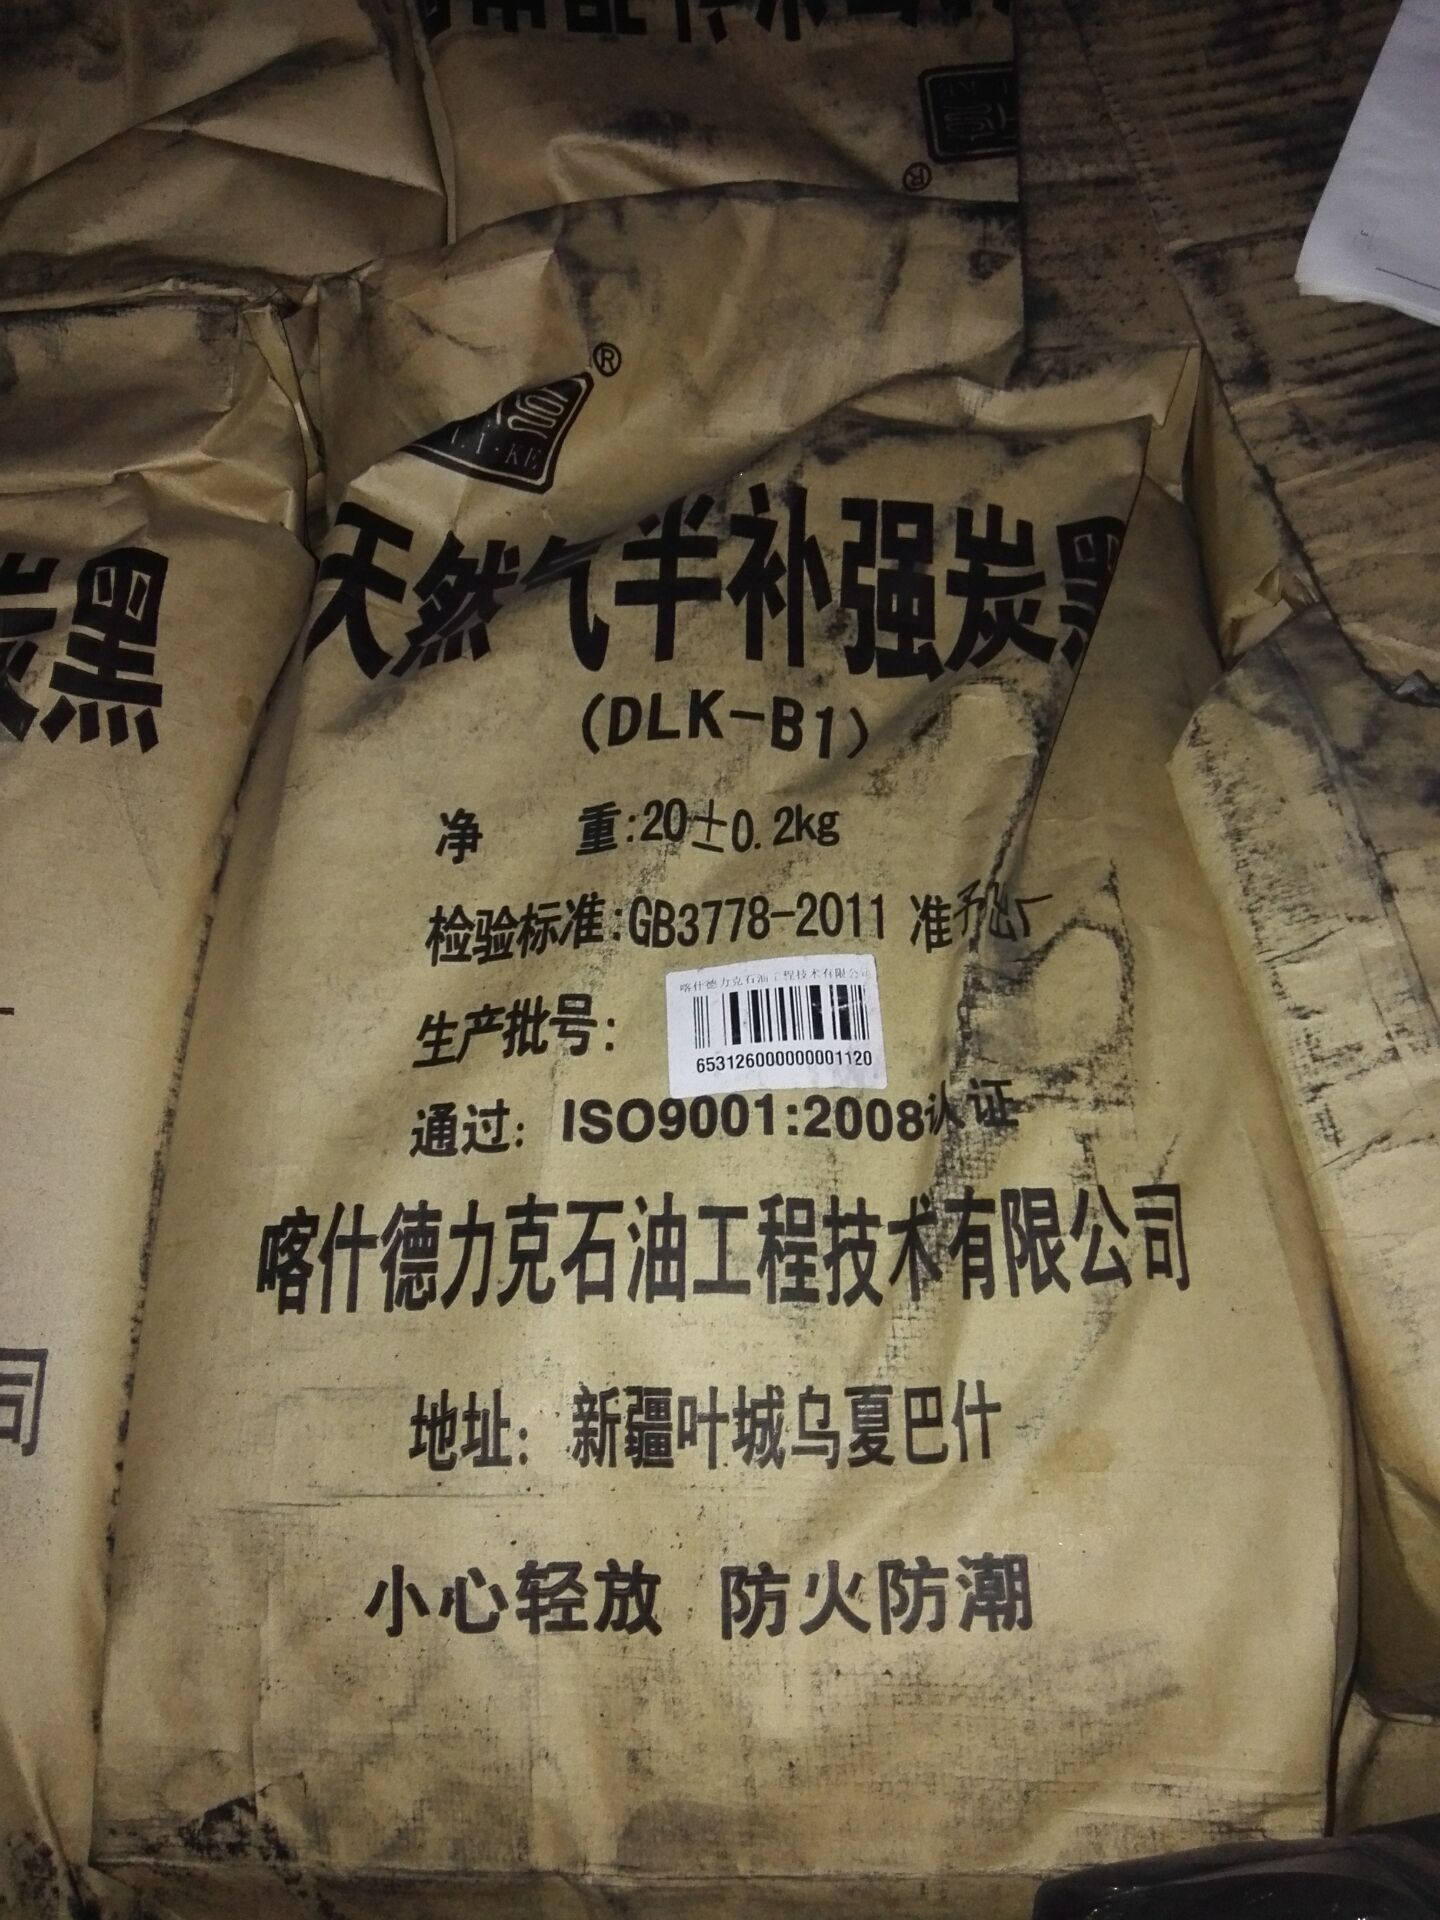 ®
®
天然气半补强炭黑
炭黑
(DLK-B1)
净 重:20±0.2kg
检验标准:GB3778-2011 准予出厂
喀什德力克石油工程技术有限公司
生产批号:
653126000000001120
通过: ISO9001:2008认证
喀什德力克石油工程技术有限公司
司
地址: 新疆叶城乌夏巴什
小心轻放 防火防潮